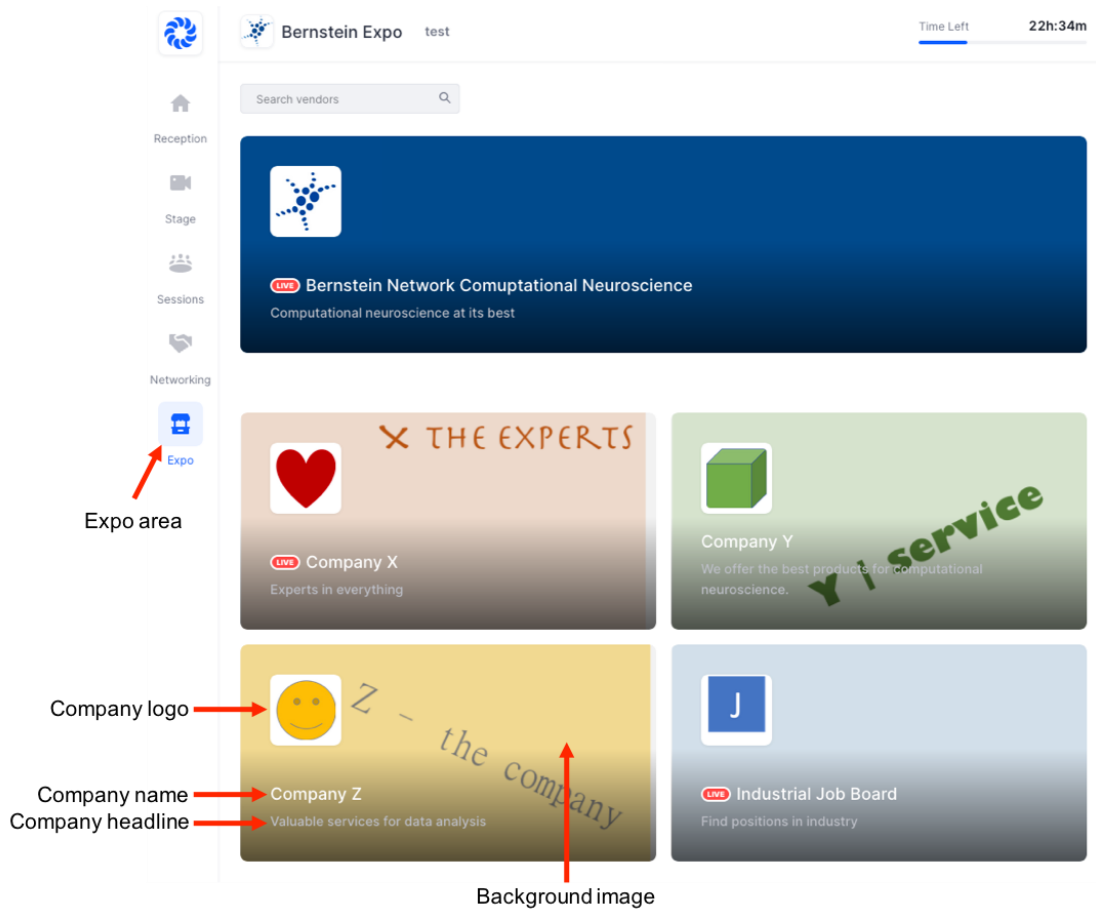 Bernstein Expo test
Time Left 22h:34m
Search vendors
Reception
Stage
Sessions
Networking
Expo
Expo area
LIVE Bernstein Network Comuptational Neuroscience
Computational neuroscience at its best
X THE EXPERTS
LIVE Company X
Experts in everything
Y | service
Company Y
We offer the best products for computational
neuroscience.
Z - the company
Company logo
Company name
Company Z
Company headline
Valuable services for data analysis
J
LIVE Industrial Job Board
Find positions in industry
Background image